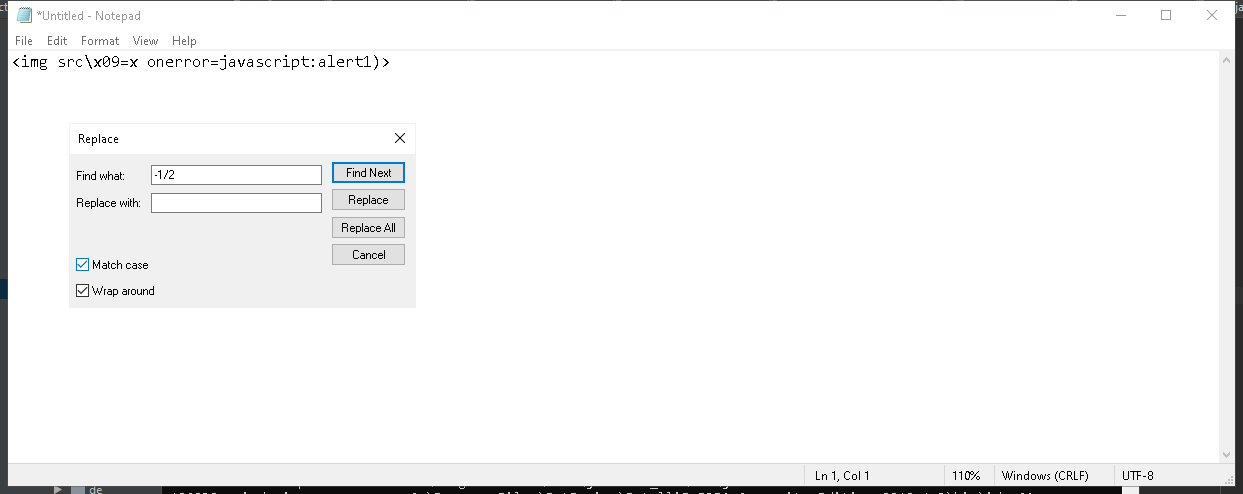 *Untitled - Notepad
File Edit Format View Help
<img src\x09=x onerror=javascript:alert1)>
Replace
Find what: -1/2 Find Next
Replace with: Replace
Replace All
Cancel
Match case
Wrap around
Ln 1, Col 1 110% Windows (CRLF) UTF-8
de